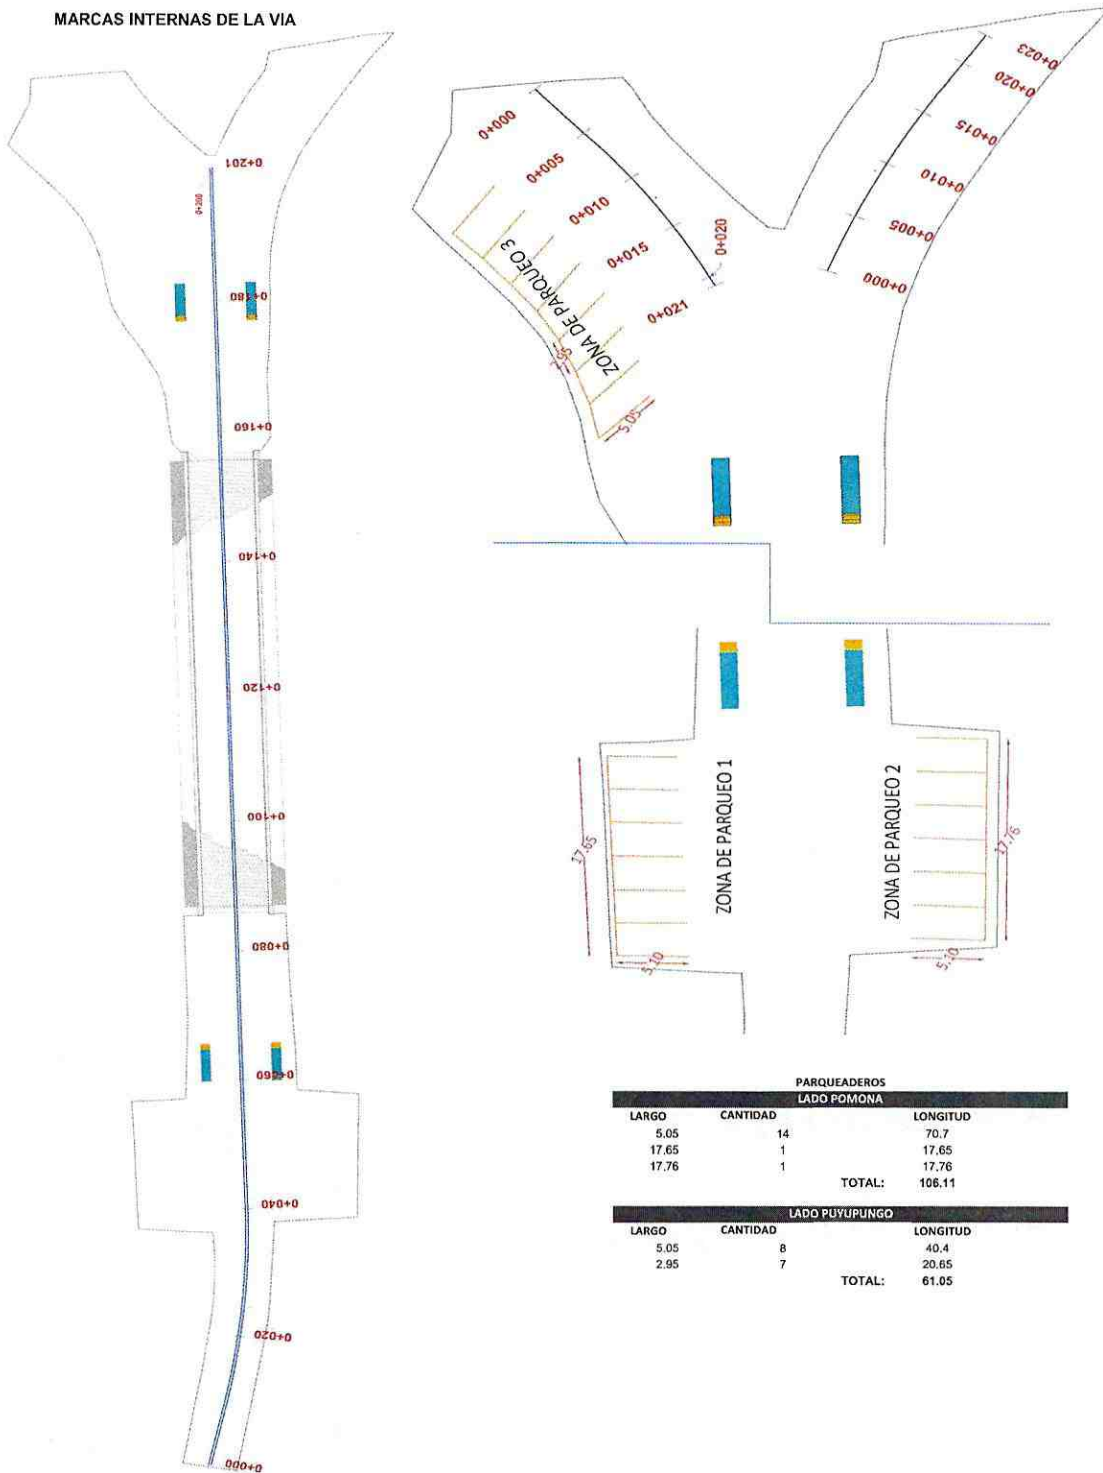 MARCAS INTERNAS DE LA VIA
0+201
0+200
0+180
0+160
0+140
0+120
0+100
0+080
0+060
0+040
0+020
0+000
0+000
0+005
0+010
0+015
0+020
0+021
ZONA DE PARQUEO 3
2.95
5.05
0+023
0+020
0+015
0+010
0+005
0+000
ZONA DE PARQUEO 1
17.65
5.10
ZONA DE PARQUEO 2
17.76
5.10
PARQUEADEROS
LADO POMONA
LARGO CANTIDAD LONGITUD
5.05 14 70.7
17.65 1 17.65
17.76 1 17.76
TOTAL: 106.11
LADO PUYUPUNGO
LARGO CANTIDAD LONGITUD
5.05 8 40.4
2.95 7 20.65
TOTAL: 61.05